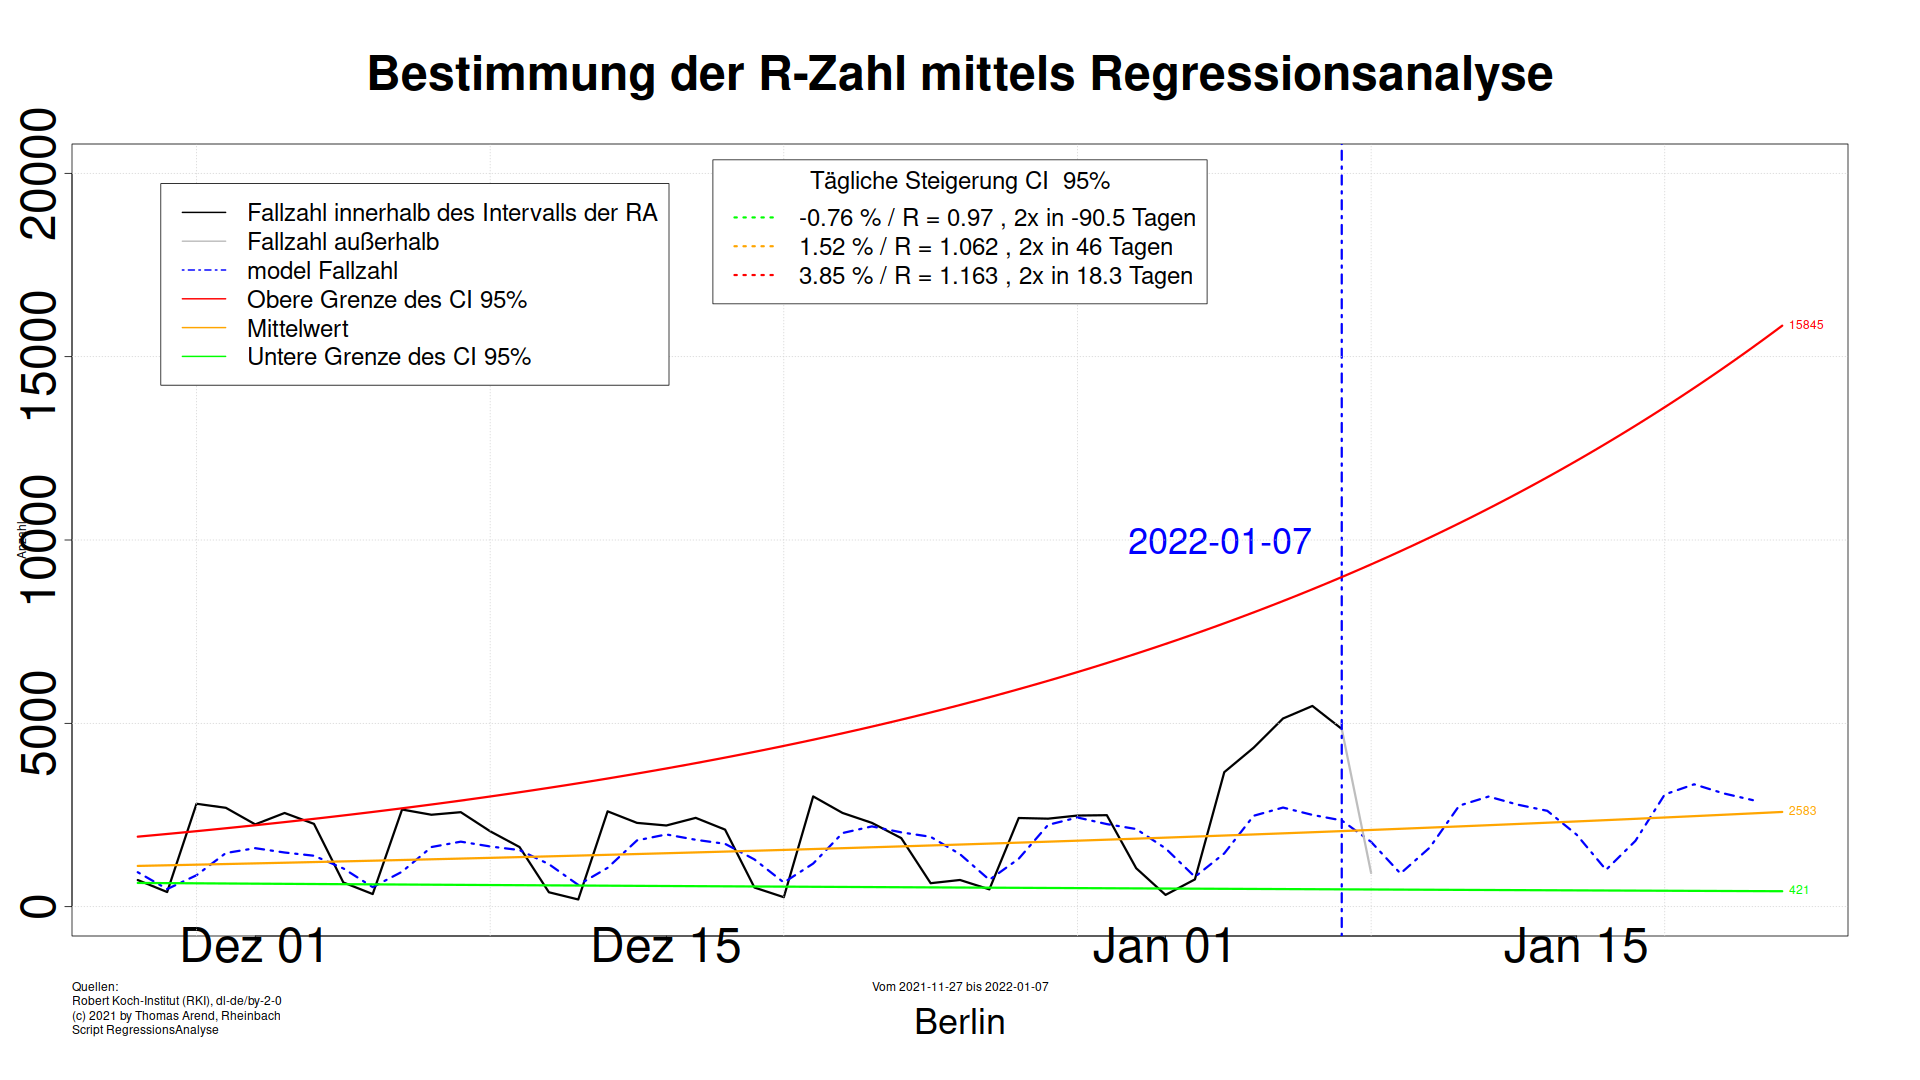 Bestimmung der R-Zahl mittels Regressionsanalyse
Anzahl
20000
15000
10000
5000
0
Fallzahl innerhalb des Intervalls der RA
Fallzahl außerhalb
model Fallzahl
Obere Grenze des CI 95%
Mittelwert
Untere Grenze des CI 95%
Tägliche Steigerung CI  95%
-0.76 % / R = 0.97 , 2x in -90.5 Tagen
1.52 % / R = 1.062 , 2x in 46 Tagen
3.85 % / R = 1.163 , 2x in 18.3 Tagen
2022-01-07
15845
2583
421
Dez 01
Dez 15
Jan 01
Jan 15
Quellen:
Robert Koch-Institut (RKI), dl-de/by-2-0
(c) 2021 by Thomas Arend, Rheinbach
Script RegressionsAnalyse
Vom 2021-11-27 bis 2022-01-07
Berlin